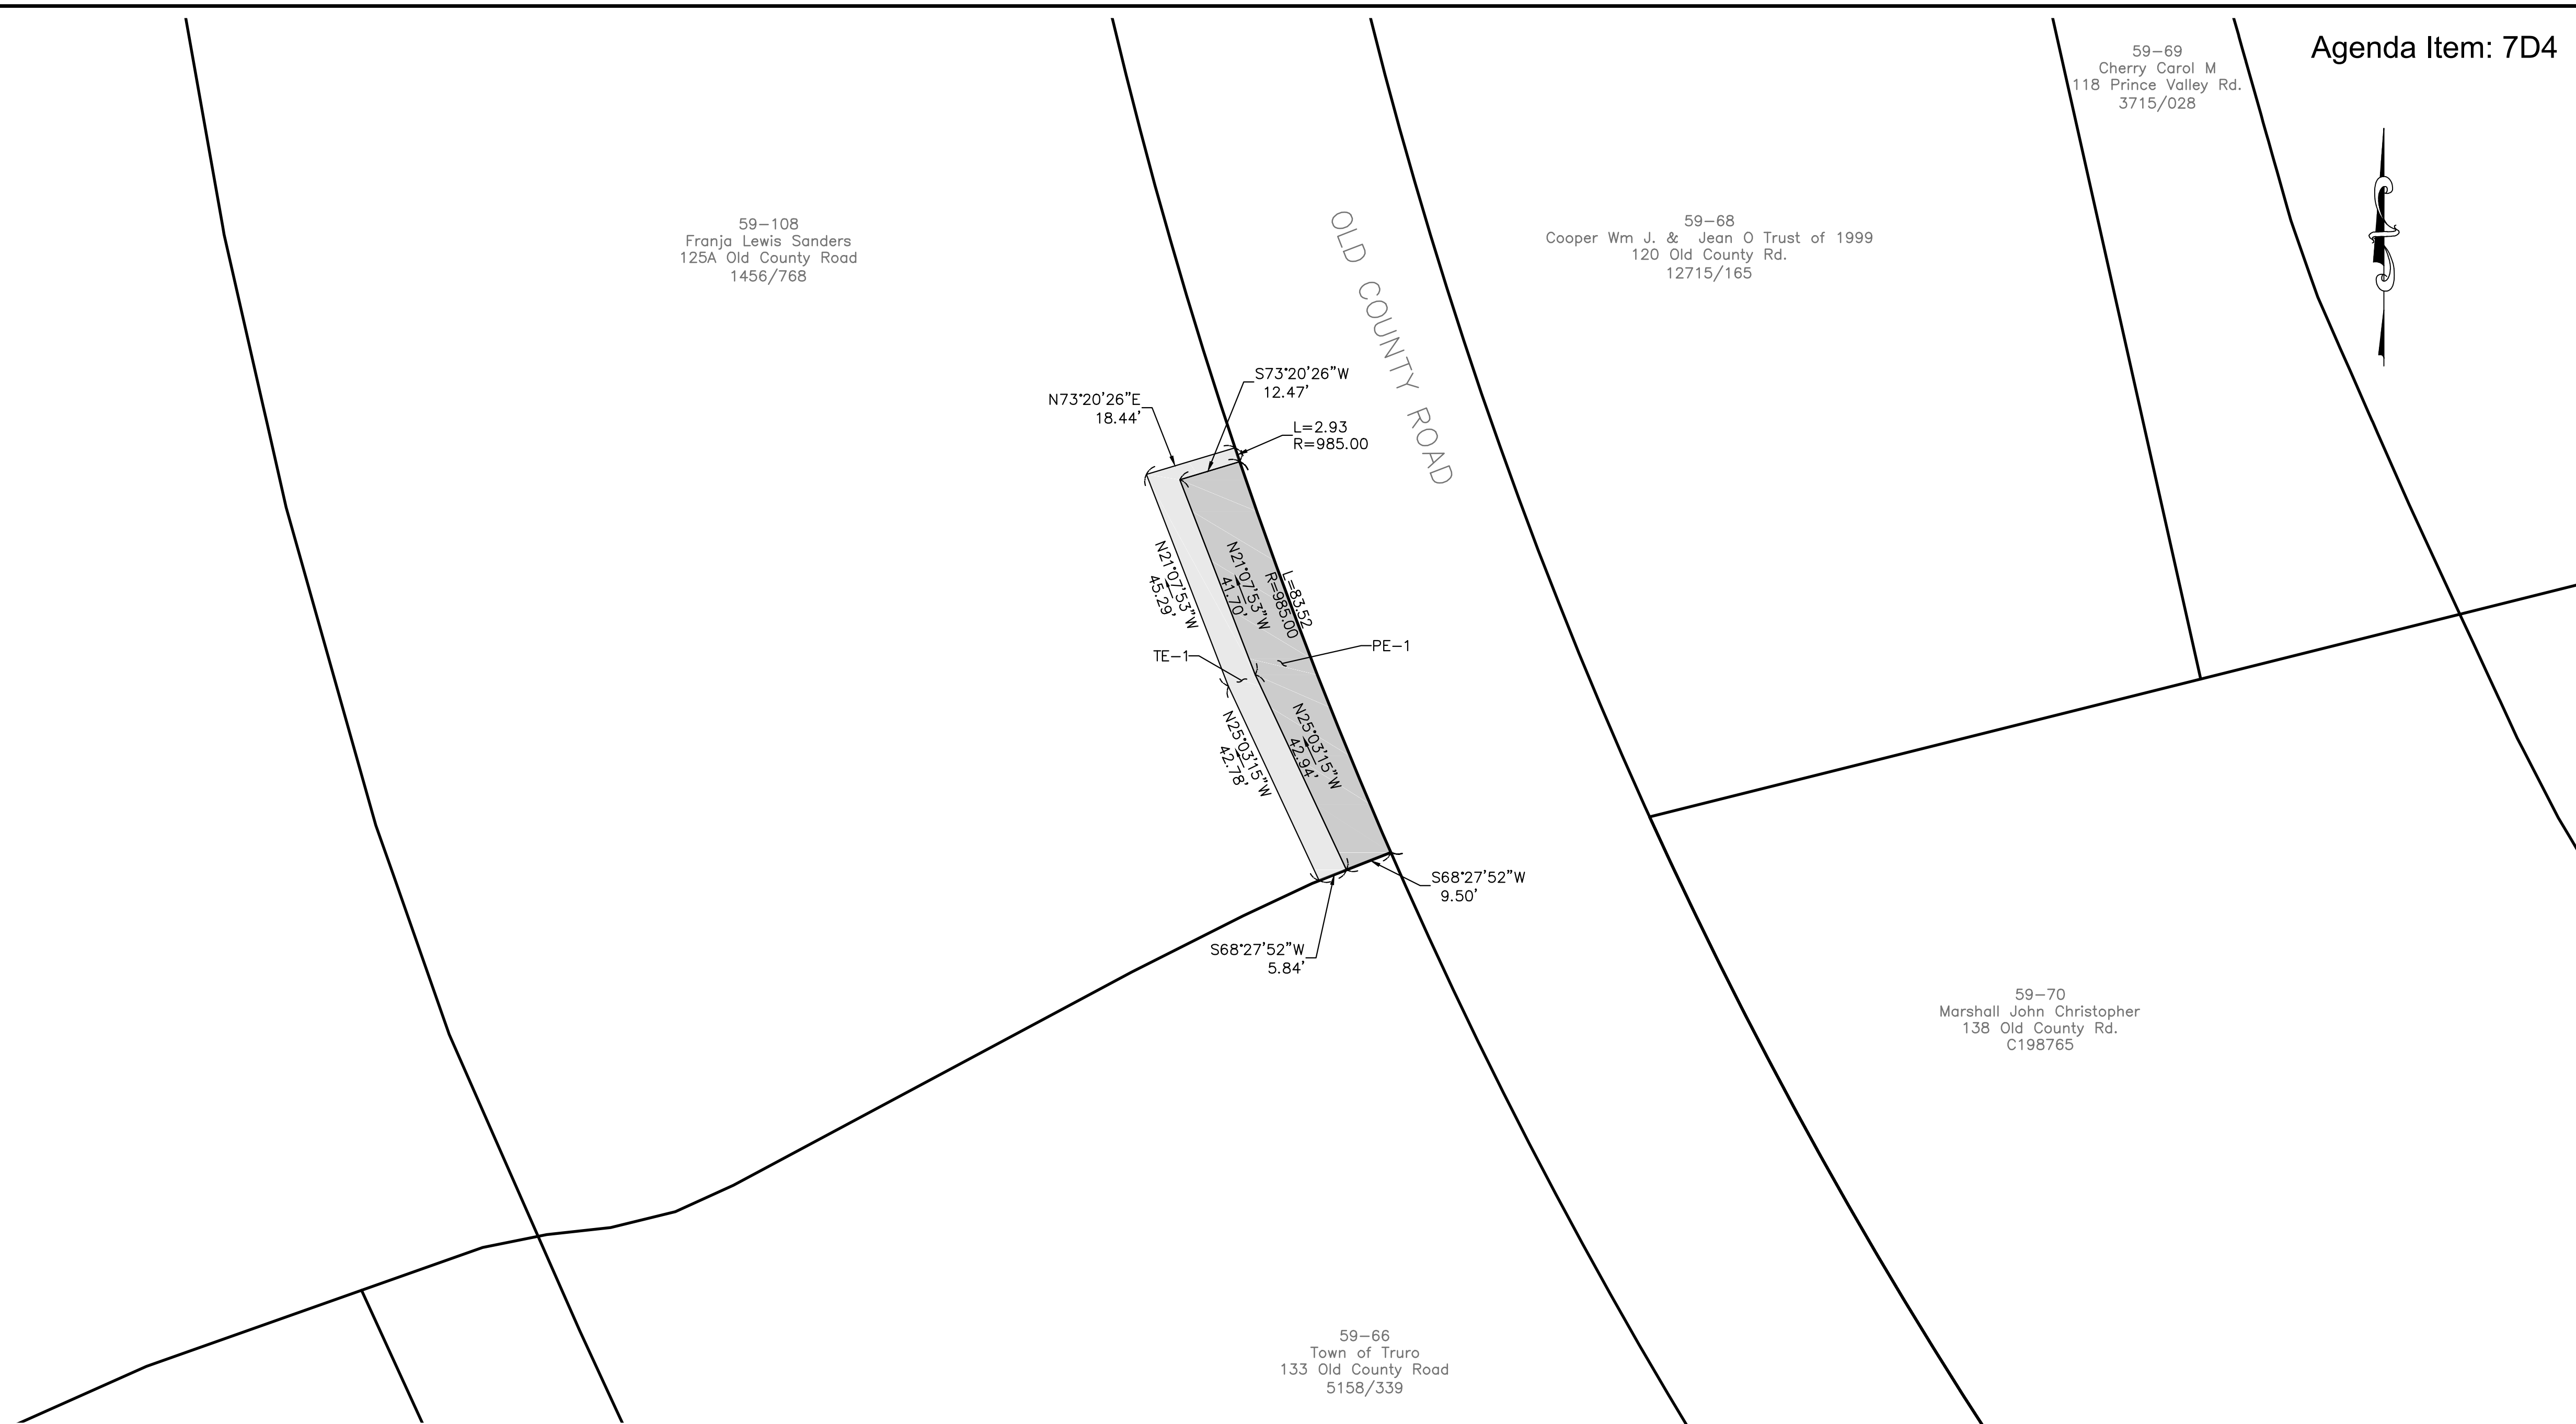 Agenda Item: 7D4
59-69
Cherry Carol M
118 Prince Valley Rd.
3715/028
59-108
Franja Lewis Sanders
125A Old County Road
1456/768
59-68
Cooper Wm J. & Jean O Trust of 1999
120 Old County Rd.
12715/165
OLD COUNTY ROAD
S73°20'26"W
12.47'
N73°20'26"E
18.44'
L=2.93
R=985.00
N21°07'53"W
45.29'
N21°07'53"W
41.70'
L=83.52
R=985.00
TE-1
PE-1
N25°03'15"W
42.78'
N25°03'15"W
42.94'
S68°27'52"W
9.50'
S68°27'52"W
5.84'
59-70
Marshall John Christopher
138 Old County Rd.
C198765
59-66
Town of Truro
133 Old County Road
5158/339